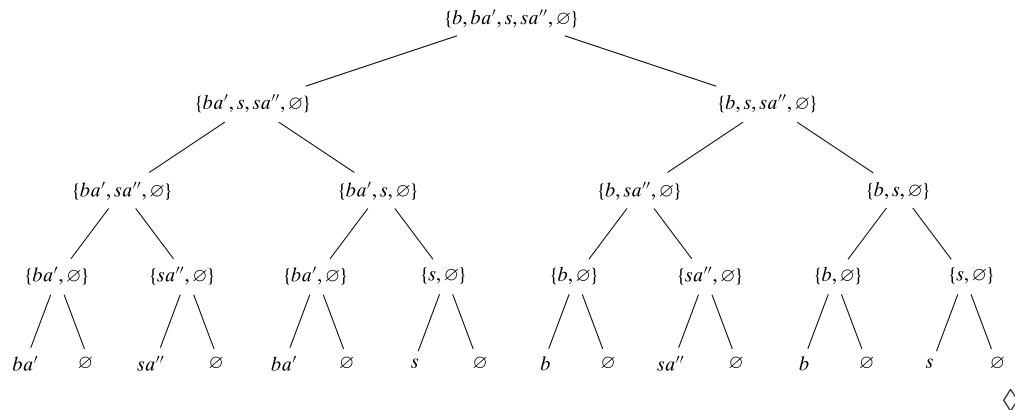 {b, ba′, s, sa″, ∅}
{ba′, s, sa″, ∅} {b, s, sa″, ∅}
{ba′, sa″, ∅} {ba′, s, ∅} {b, sa″, ∅} {b, s, ∅}
{ba′, ∅} {sa″, ∅} {ba′, ∅} {s, ∅} {b, ∅} {sa″, ∅} {b, ∅} {s, ∅}
ba′ ∅ sa″ ∅ ba′ ∅ s ∅ b ∅ sa″ ∅ b ∅ s ∅
◊